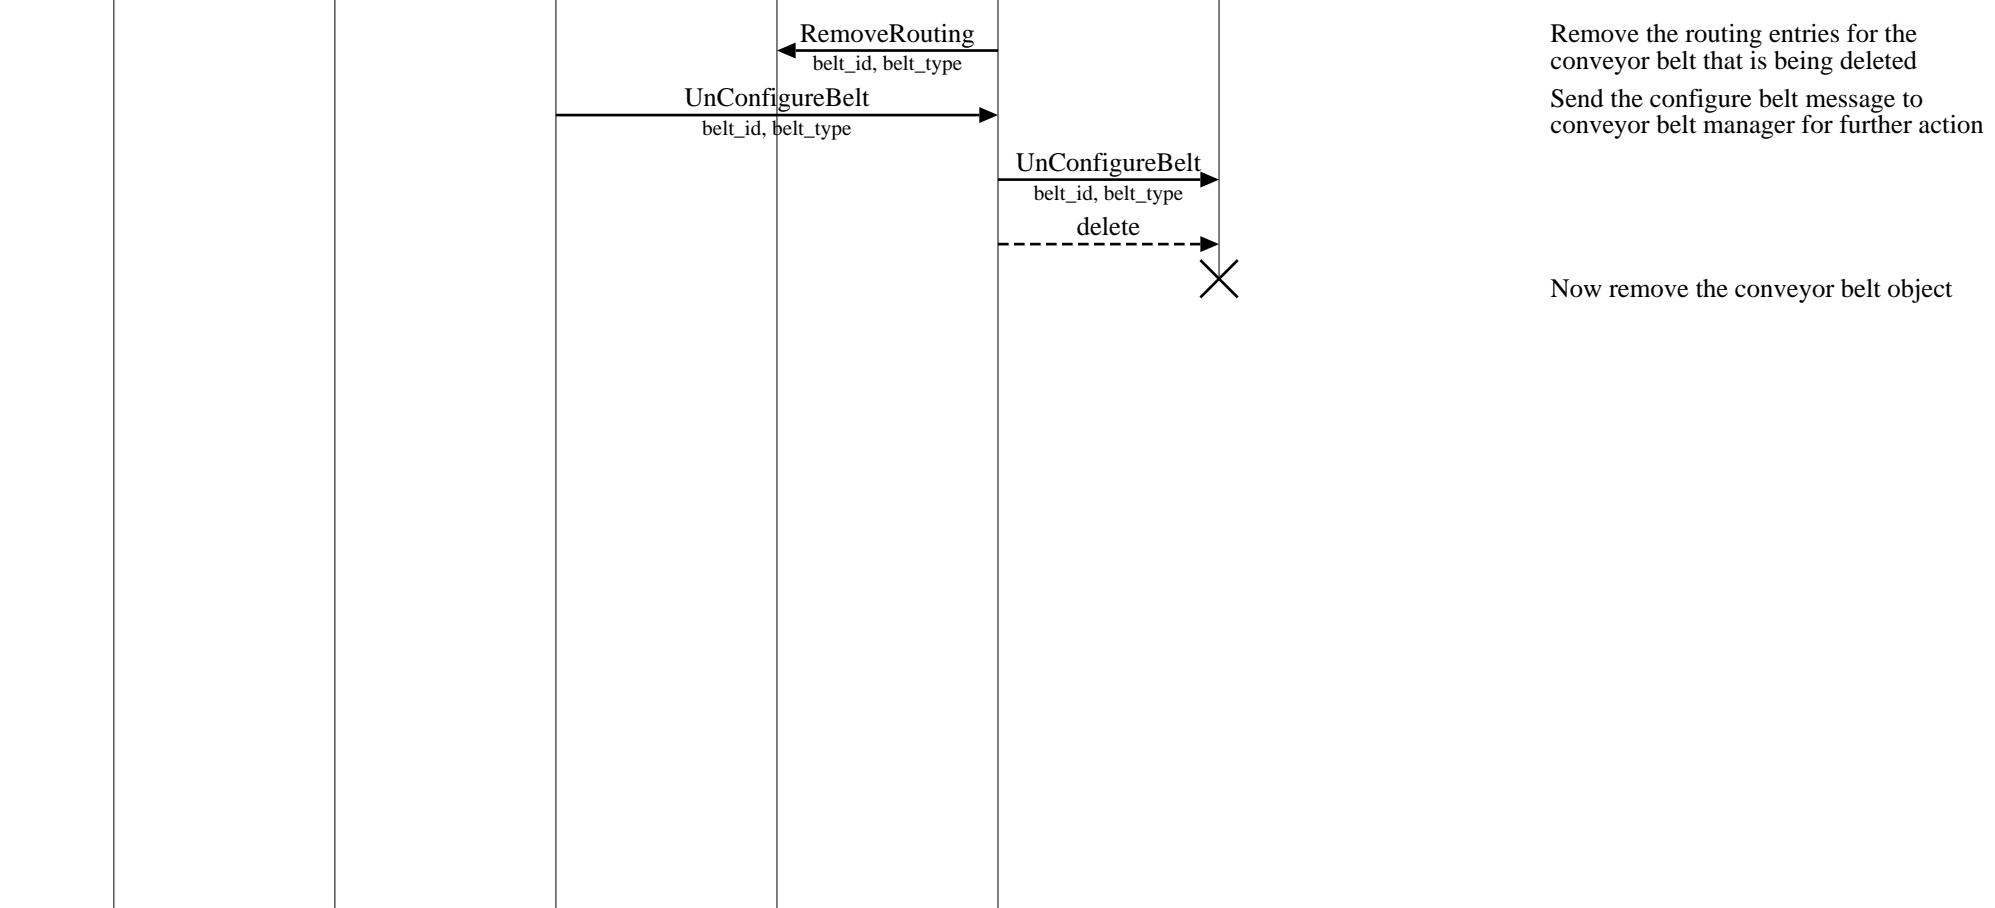 RemoveRouting
belt_id, belt_type
Remove the routing entries for the
conveyor belt that is being deleted
UnConfigureBelt
belt_id, belt_type
Send the configure belt message to
conveyor belt manager for further action
UnConfigureBelt
belt_id, belt_type
delete
Now remove the conveyor belt object